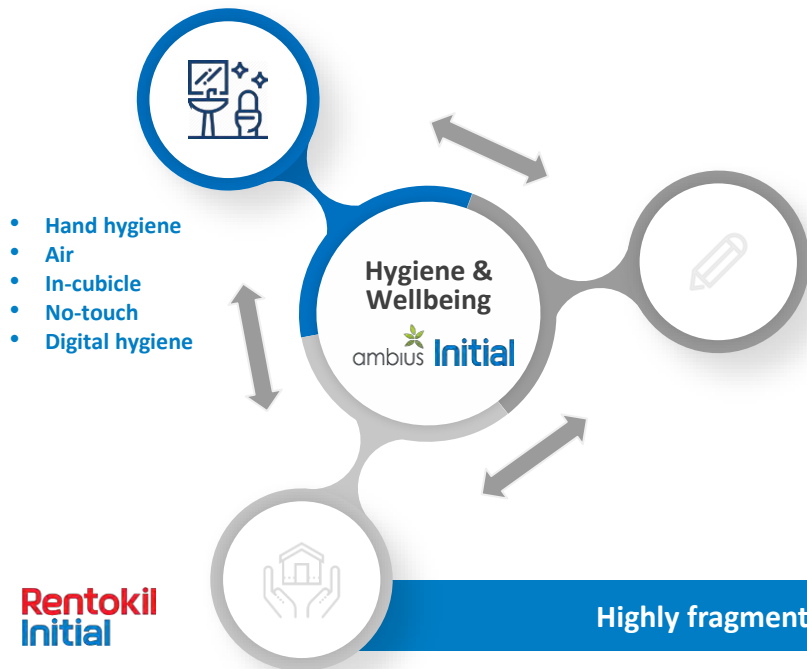 Hand hygiene
Air
In-cubicle
No-touch
Digital hygiene
Hygiene &
Wellbeing
ambius Initial
Rentokil
Initial
Highly fragment